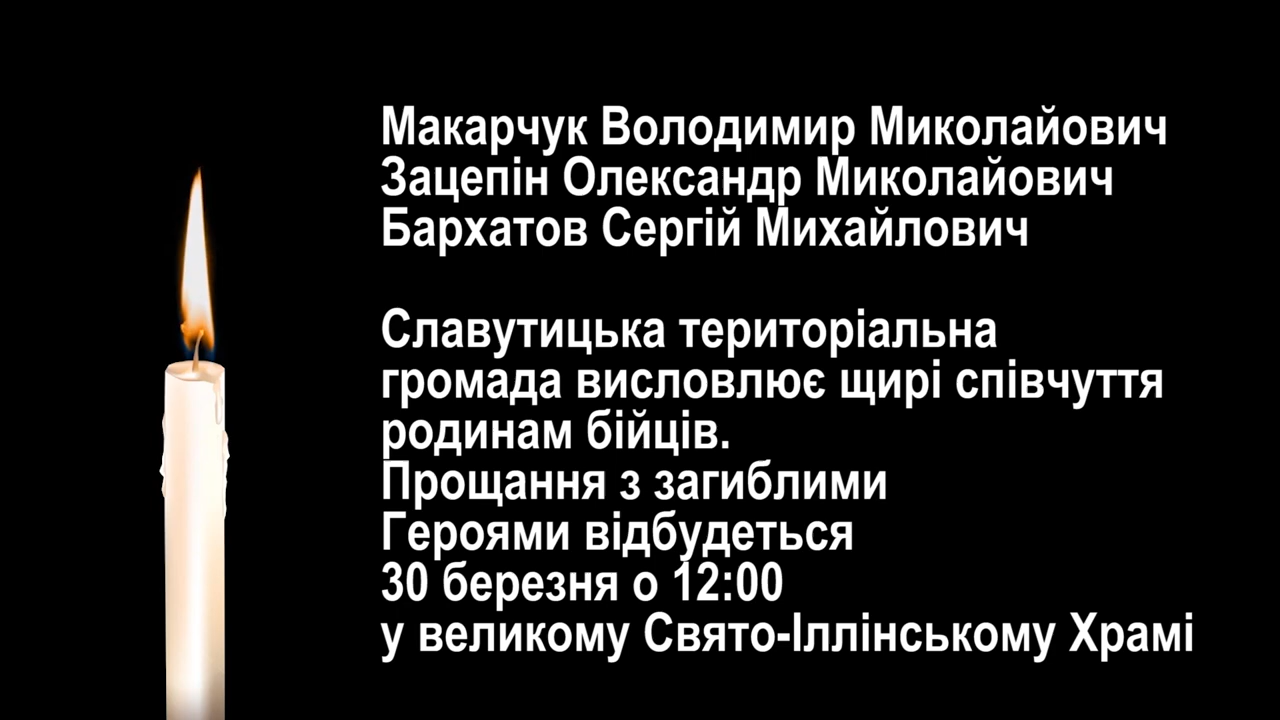 Макарчук Володимир Миколайович
Зацепін Олександр Миколайович
Бархатов Сергій Михайлович
Славутицька територіальна
громада висловлює щирі співчуття
родинам бійців.
Прощання з загиблими
Героями відбудеться
30 березня о 12:00
у великому Свято-Іллінському Храмі